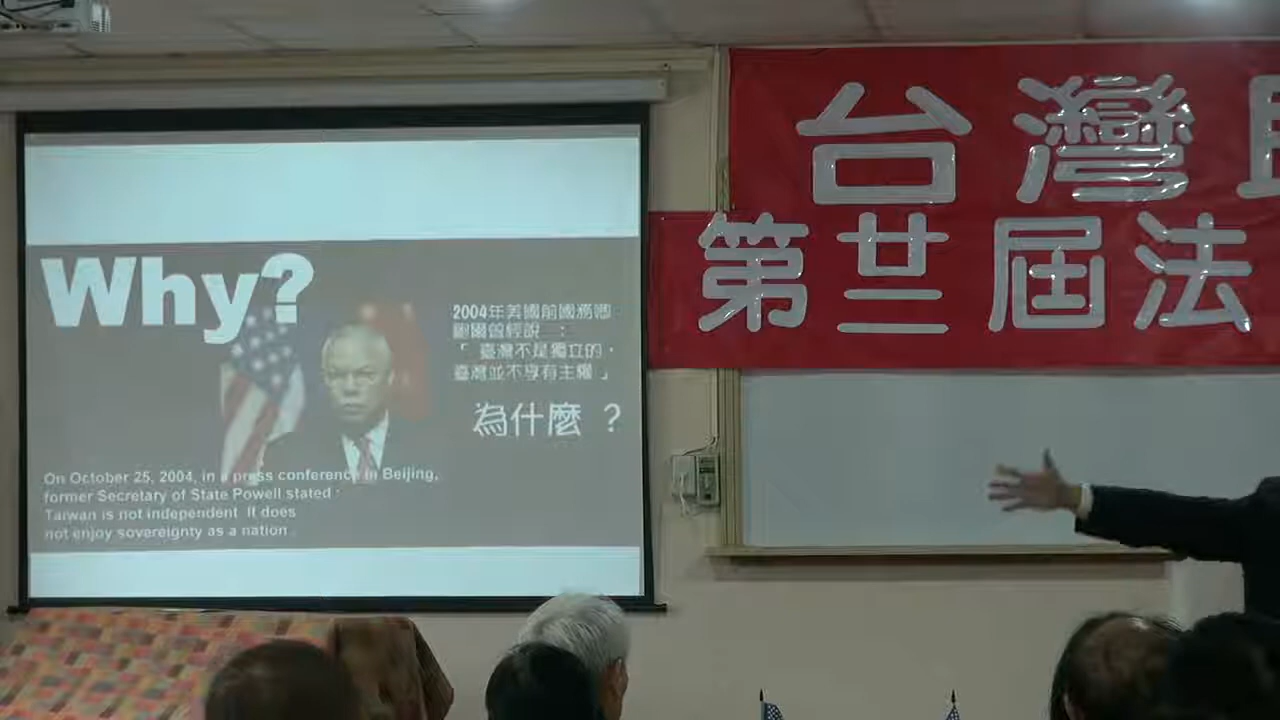 台灣
第廿二屆法
Why?
2004年美國前國務卿
鮑爾曾經說 ：
「 臺灣不是獨立的，
臺灣並不享有主權」
為什麼 ？
On October 25, 2004, in a press conference in Beijing,
former Secretary of State Powell stated :
Taiwan is not independent. It does
not enjoy sovereignty as a nation.